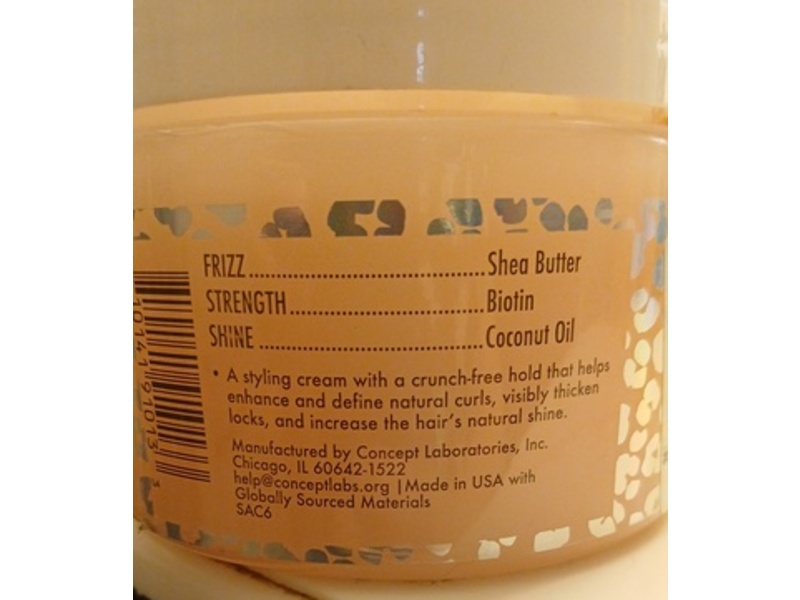 FRIZZ........................................Shea Butter
STRENGTH.................................Biotin
SHINE.......................................Coconut Oil
• A styling cream with a crunch-free hold that helps
enhance and define natural curls, visibly thicken
locks, and increase the hair's natural shine.
Manufactured by Concept Laboratories, Inc.
Chicago, IL 60642-1522
help@conceptlabs.org | Made in USA with
Globally Sourced Materials
SAC6